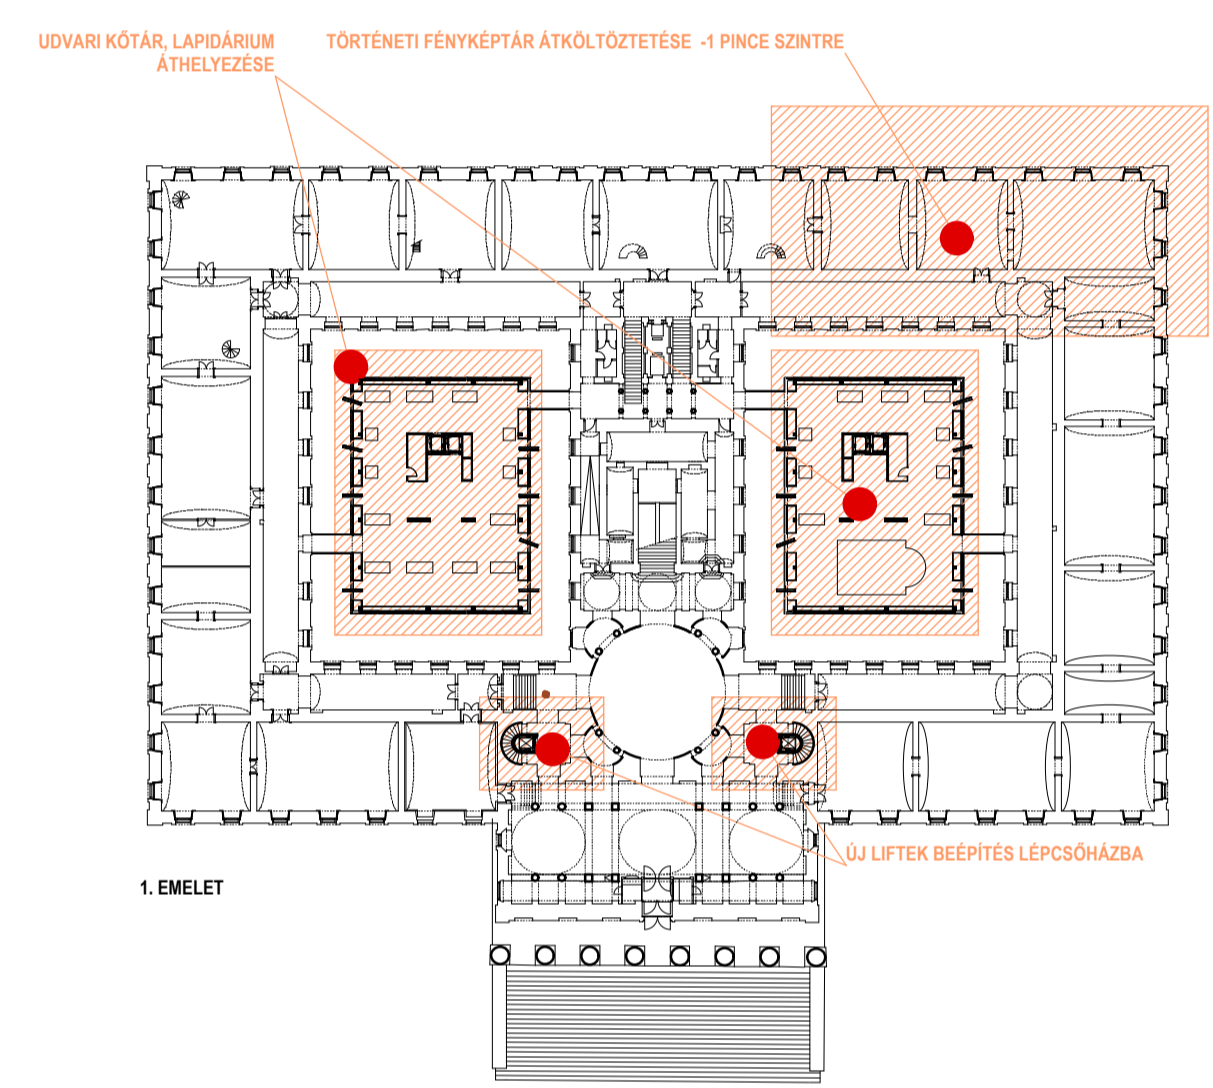 UDVARI KŐTÁR, LAPIDÁRIUM
ÁTHELYEZÉSE
TÖRTÉNETI FÉNYKÉPTÁR ÁTKÖLTÖZTETÉSE -1 PINCE SZINTRE
ÚJ LIFTEK BEÉPÍTÉS LÉPCSŐHÁZBA
1. EMELET